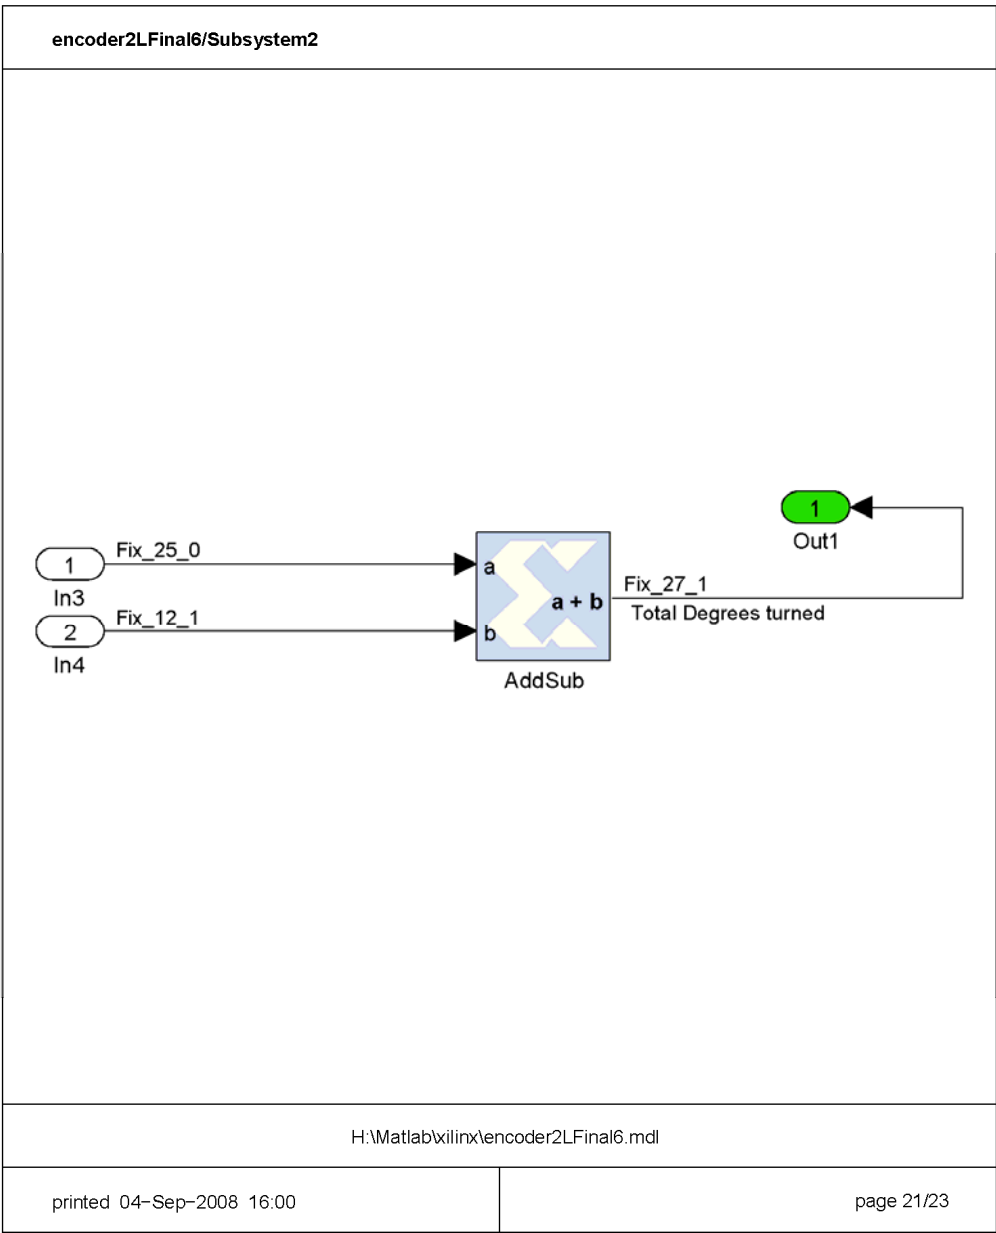 encoder2LFinal6/Subsystem2
1
Out1
1
Fix_25_0
In3
2
Fix_12_1
In4
a
b
a + b
AddSub
Fix_27_1
Total Degrees turned
H:\Matlab\xilinx\encoder2LFinal6.mdl
printed 04-Sep-2008 16:00
page 21/23